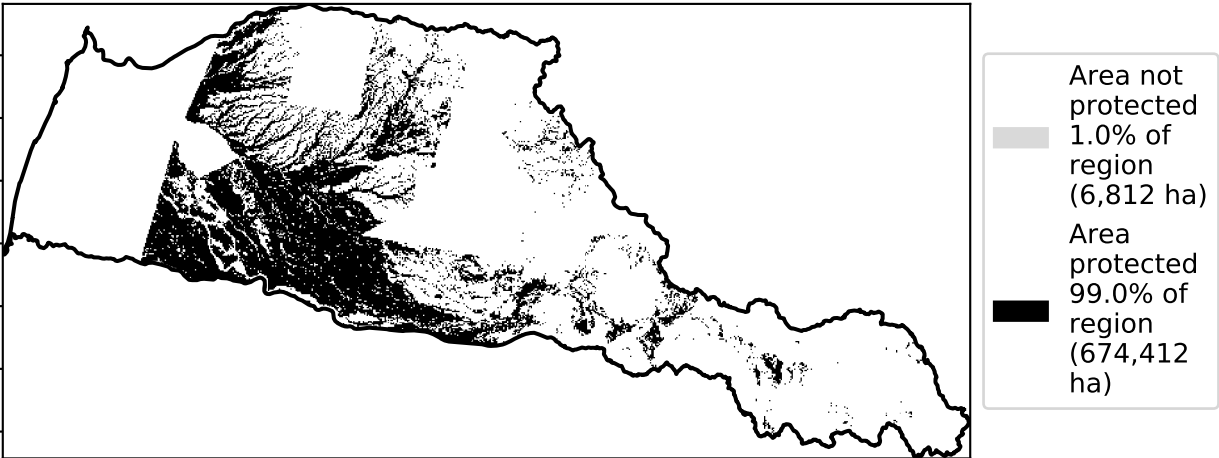 Area not
protected
1.0% of
region
(6,812 ha)
Area
protected
99.0% of
region
(674,412
ha)